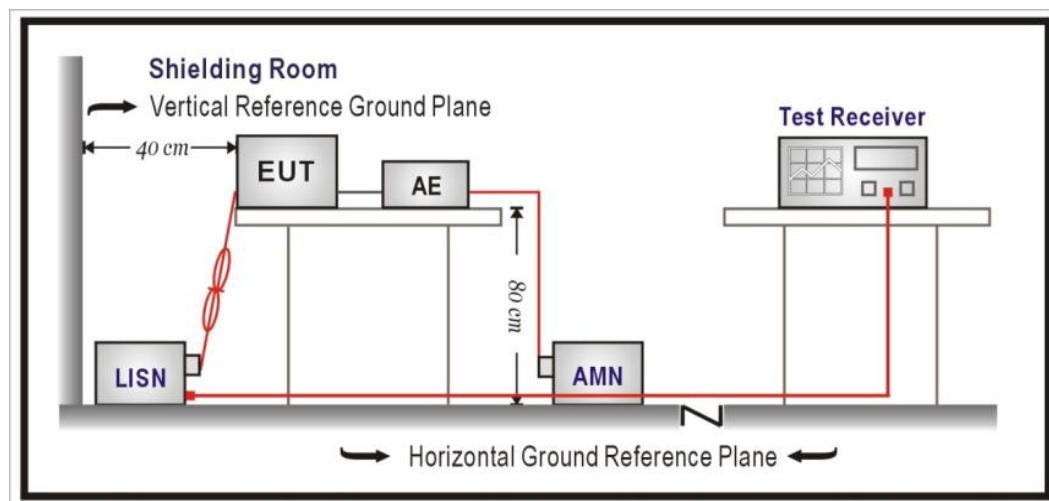 Shielding Room
Vertical Reference Ground Plane
Test Receiver
40 cm
EUT
AE
80 cm
LISN
AMN
Horizontal Ground Reference Plane